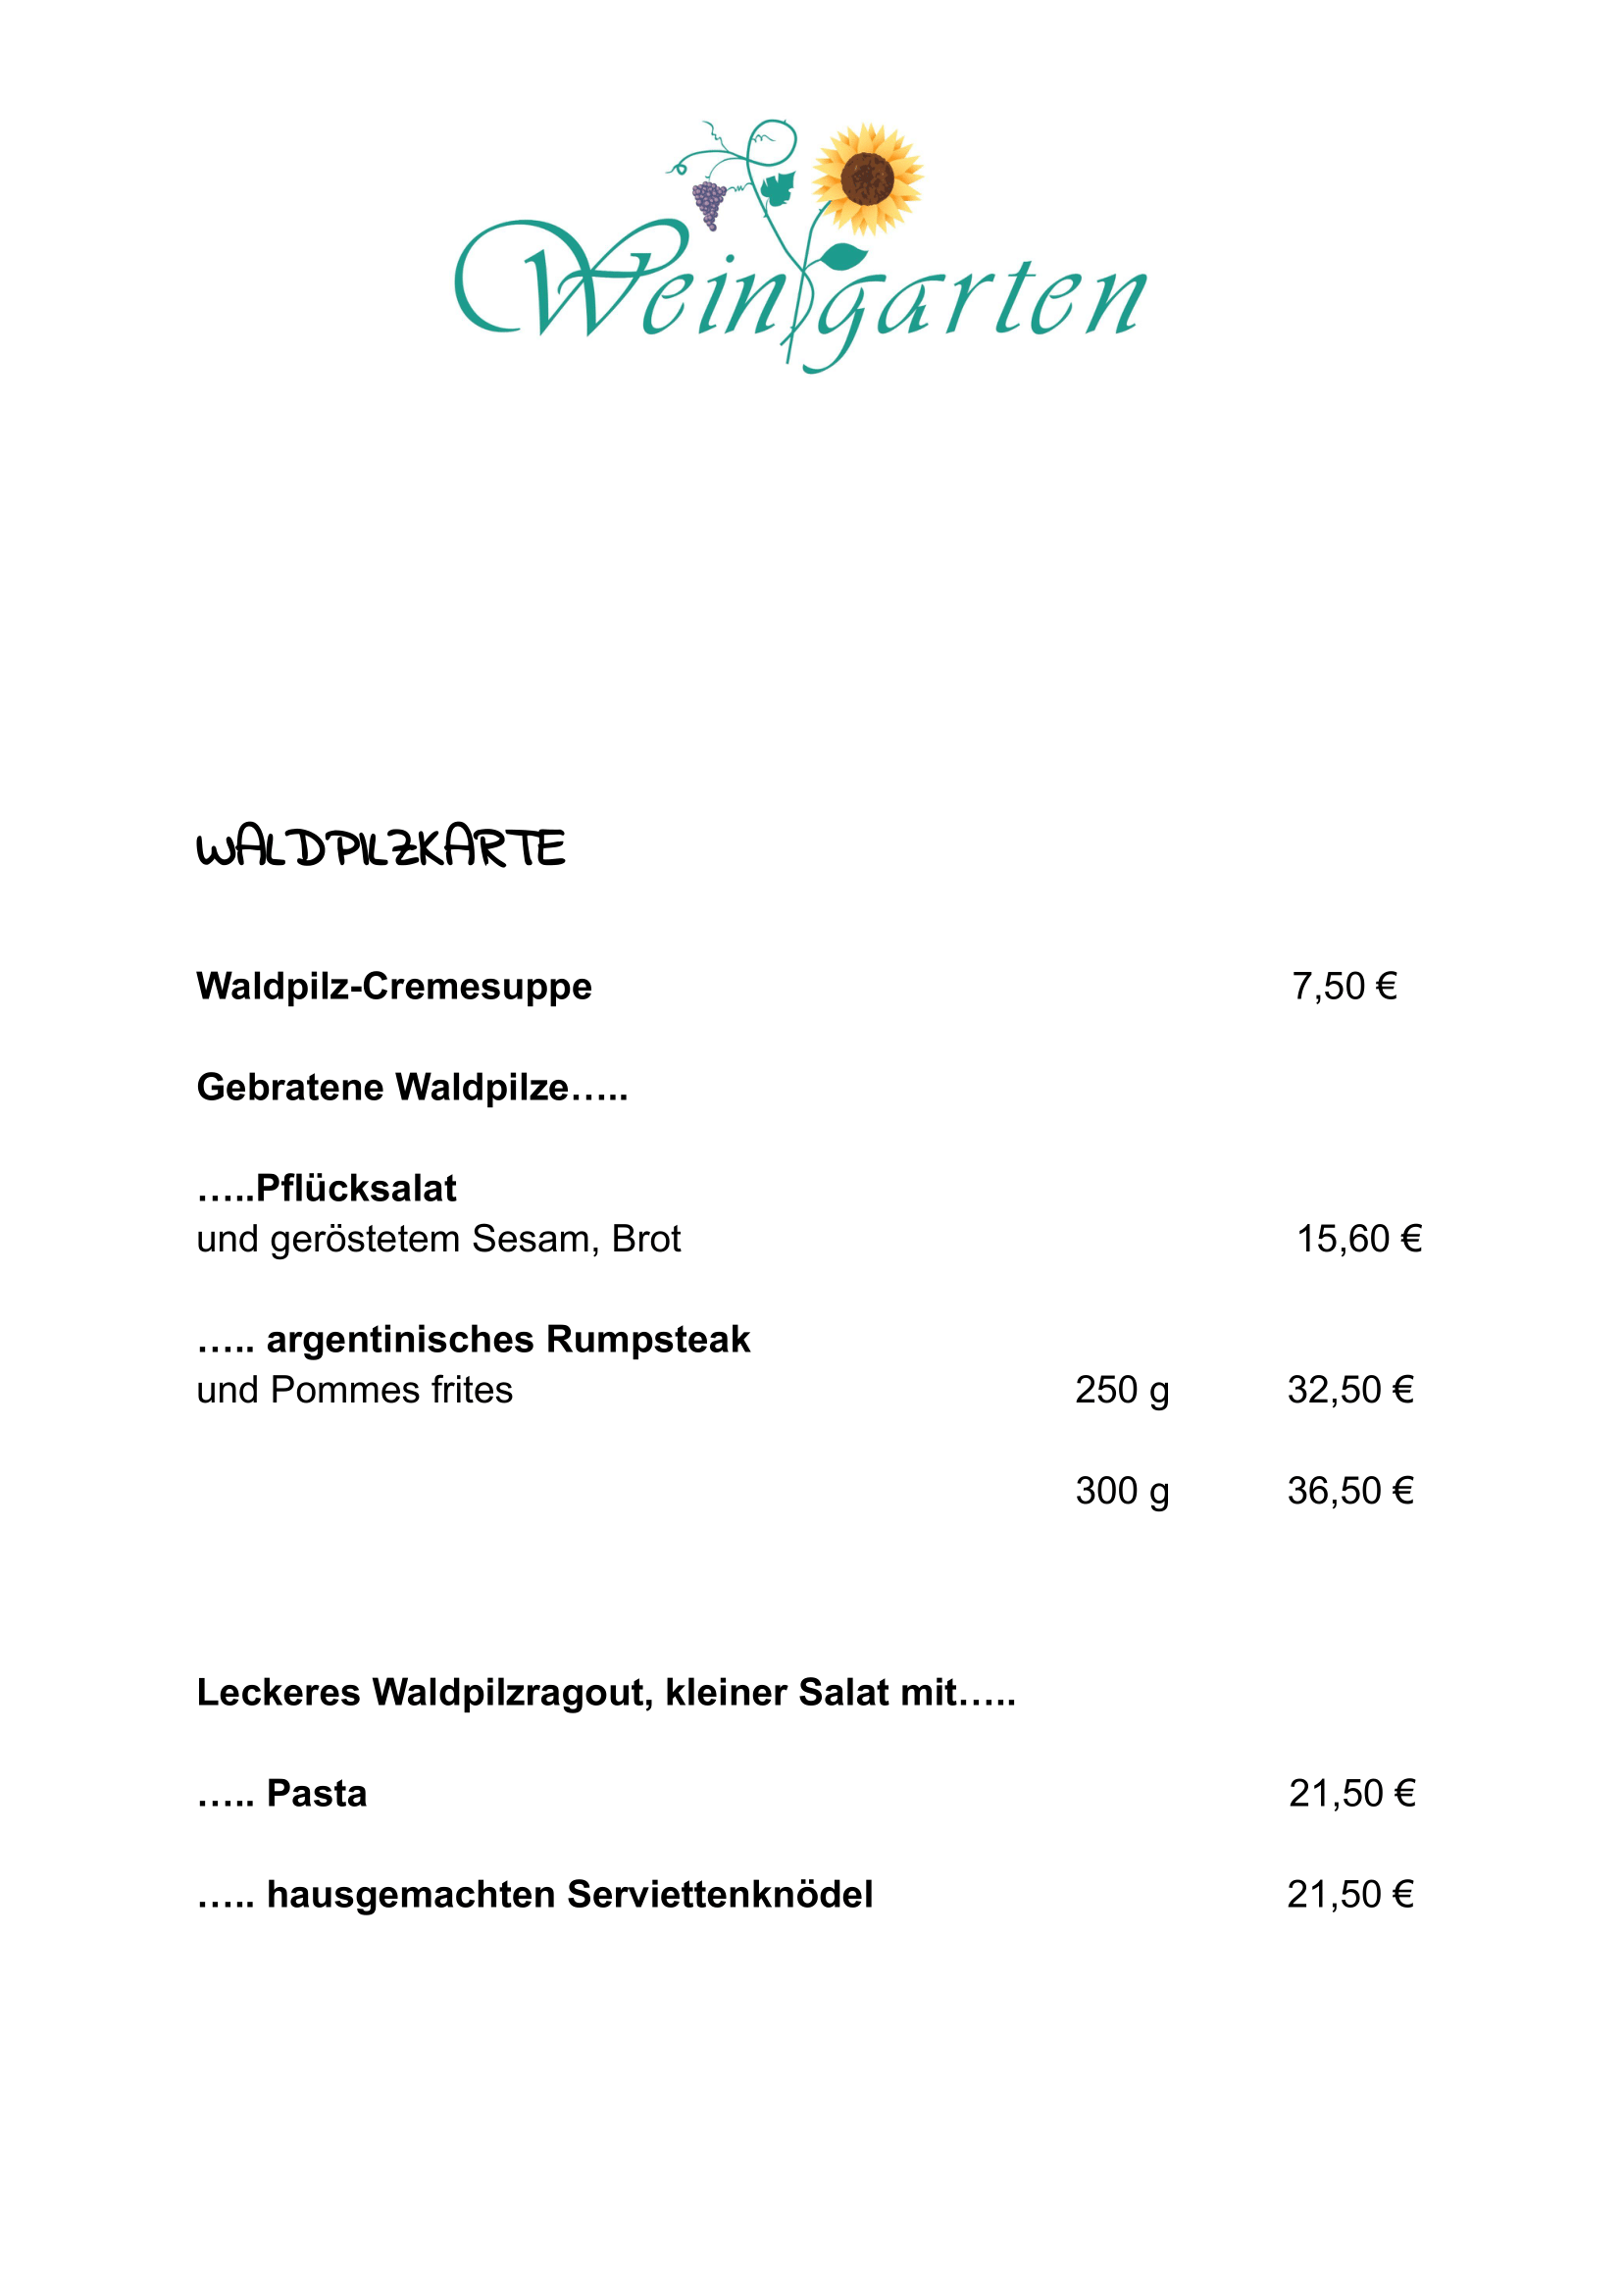 Weingarten
WALDPILZKARTE
Waldpilz-Cremesuppe 7,50 €
Gebratene Waldpilze…..
…..Pflücksalat
und geröstetem Sesam, Brot 15,60 €
….. argentinisches Rumpsteak
und Pommes frites 250 g 32,50 €
300 g 36,50 €
Leckeres Waldpilzragout, kleiner Salat mit…..
….. Pasta 21,50 €
….. hausgemachten Serviettenknödel 21,50 €